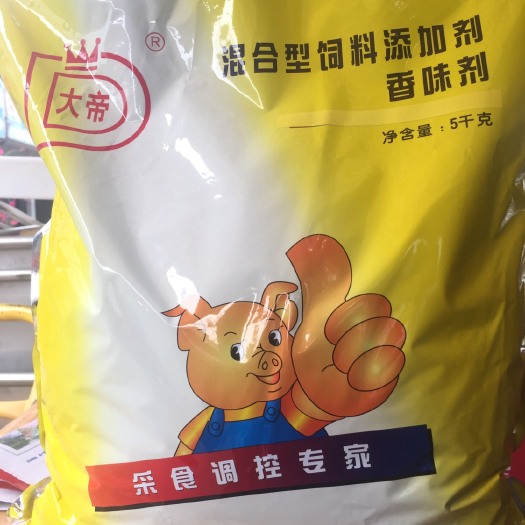 大帝
®
混合型饲料添加剂
香味剂
净含量：5千克
采食调控专家